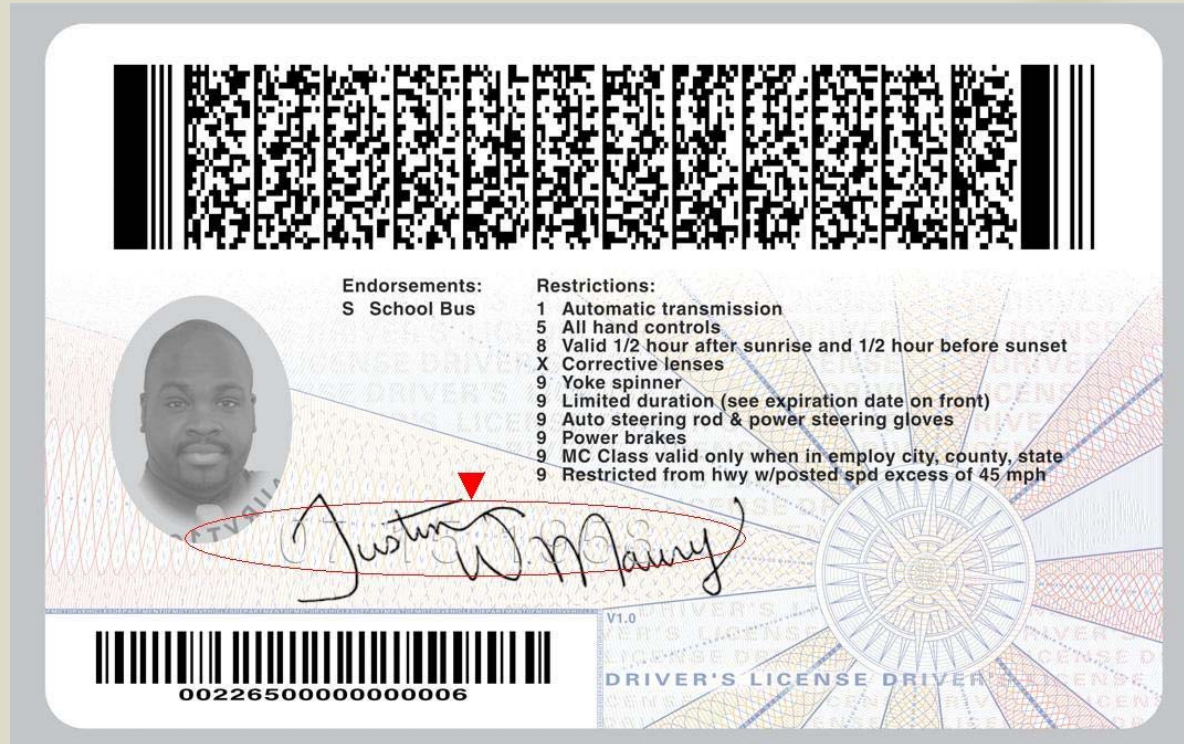 Endorsements:
S School Bus
Restrictions:
1 Automatic transmission
5 All hand controls
8 Valid 1/2 hour after sunrise and 1/2 hour before sunset
X Corrective lenses
9 Yoke spinner
9 Limited duration (see expiration date on front)
9 Auto steering rod & power steering gloves
9 Power brakes
9 MC Class valid only when in employ city, county, state
9 Restricted from hwy w/posted spd excess of 45 mph
Justin W Maury
V1.0
00226500000000006
DRIVER'S LICENSE DRIVER